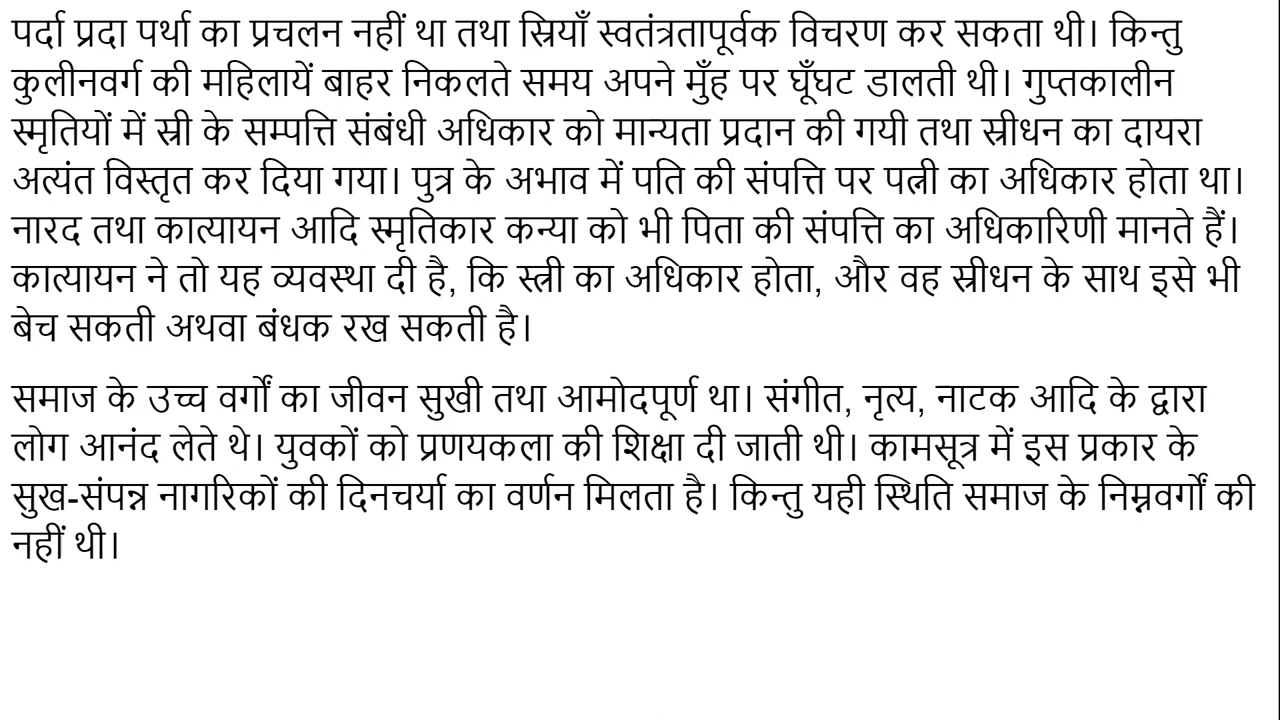 पर्दा प्रदा पर्था का प्रचलन नहीं था तथा स्रियाँ स्वतंत्रतापूर्वक विचरण कर सकता थी। किन्तु
कुलीनवर्ग की महिलायें बाहर निकलते समय अपने मुँह पर घूँघट डालती थी। गुप्तकालीन
स्मृतियों में स्री के सम्पत्ति संबंधी अधिकार को मान्यता प्रदान की गयी तथा स्रीधन का दायरा
अत्यंत विस्तृत कर दिया गया। पुत्र के अभाव में पति की संपत्ति पर पत्नी का अधिकार होता था।
नारद तथा कात्यायन आदि स्मृतिकार कन्या को भी पिता की संपत्ति का अधिकारिणी मानते हैं।
कात्यायन ने तो यह व्यवस्था दी है, कि स्त्री का अधिकार होता, और वह स्रीधन के साथ इसे भी
बेच सकती अथवा बंधक रख सकती है।
समाज के उच्च वर्गों का जीवन सुखी तथा आमोदपूर्ण था। संगीत, नृत्य, नाटक आदि के द्वारा
लोग आनंद लेते थे। युवकों को प्रणयकला की शिक्षा दी जाती थी। कामसूत्र में इस प्रकार के
सुख-संपन्न नागरिकों की दिनचर्या का वर्णन मिलता है। किन्तु यही स्थिति समाज के निम्नवर्गों की
नहीं थी।